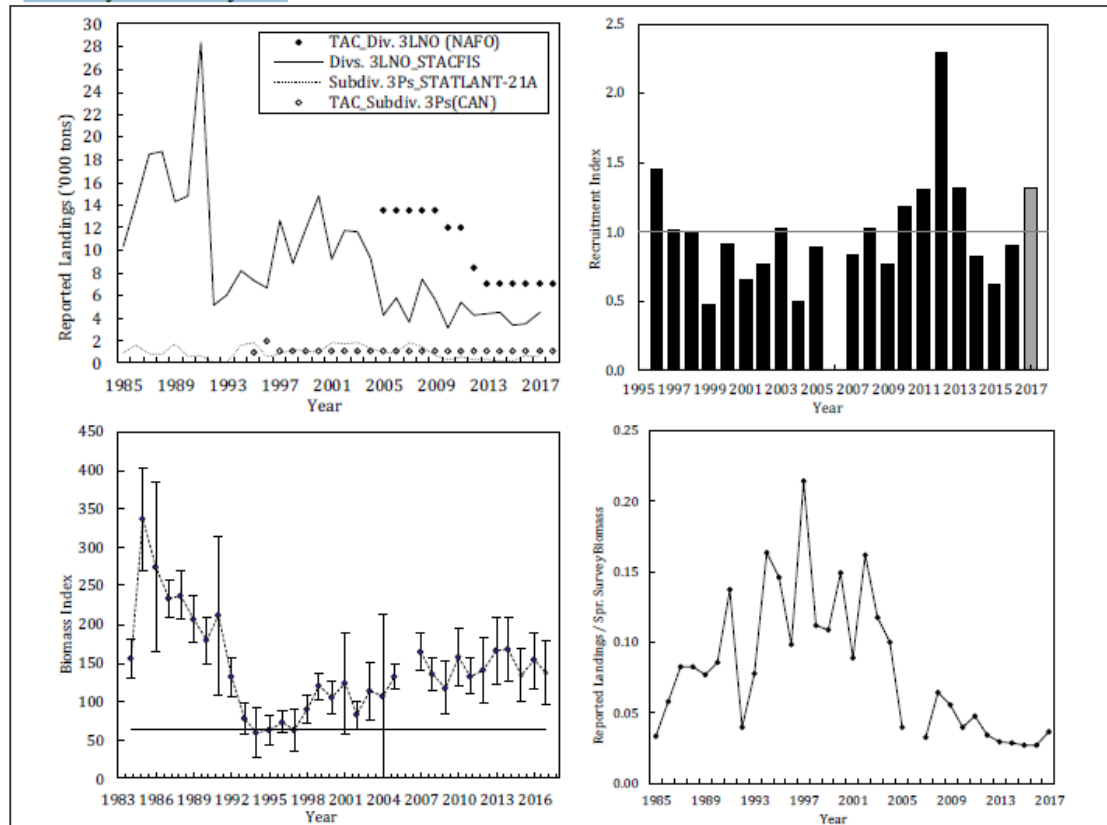 30
28
26
24
22
20
18
16
14
12
10
8
6
4
2
0
Reported Landings ('000 tons)
TAC_Div. 3LNO (NAFO)
Divs. 3LNO_STACFIS
Subdiv. 3Ps_STATLANT-21A
TAC_Subdiv. 3Ps(CAN)
1985 1989 1993 1997 2001 2005 2009 2013 2017
Year
2.5
2.0
1.5
1.0
0.5
0.0
Recruitment Index
1995 1997 1999 2001 2003 2005 2007 2009 2011 2013 2015 2017
Year
450
400
350
300
250
200
150
100
50
0
Biomass Index
1983 1986 1989 1992 1995 1998 2001 2004 2007 2010 2013 2016
Year
0.25
0.20
0.15
0.10
0.05
0.00
Reported Landings / Spr. SurveyBiomass
1985 1989 1993 1997 2001 2005 2009 2013 2017
Year